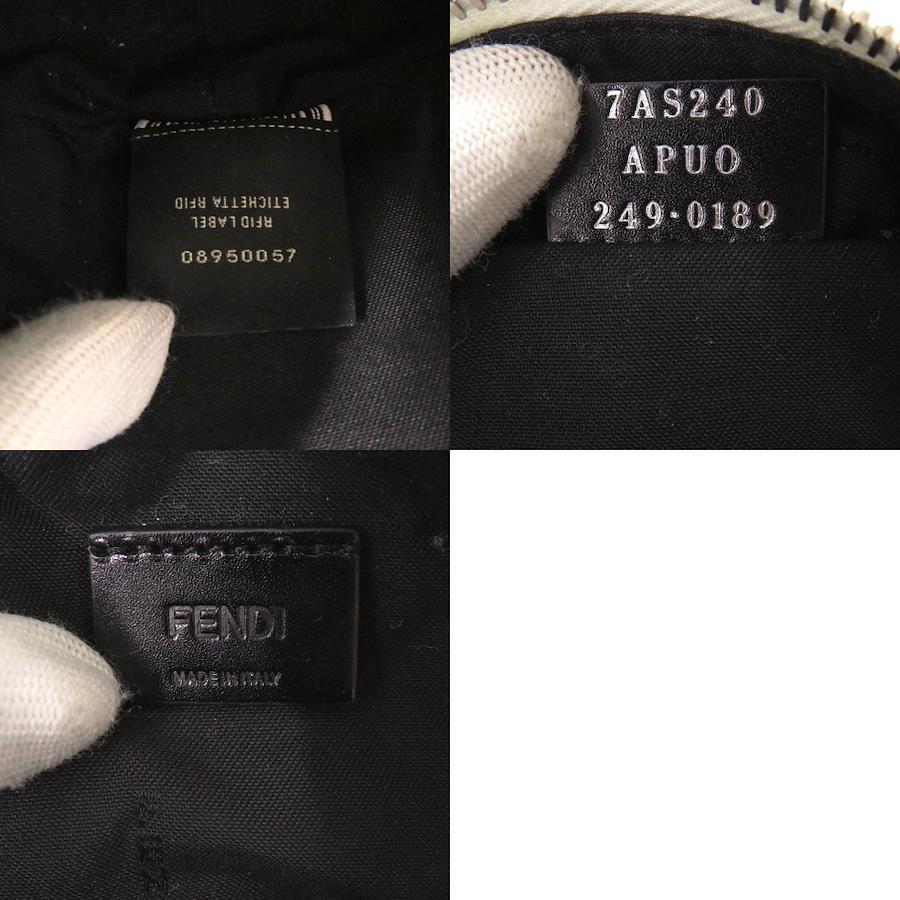 ETICHETTA RFID
RFID LABEL
08950057
7AS240
APUO
249·0189
FENDI
MADE IN ITALY